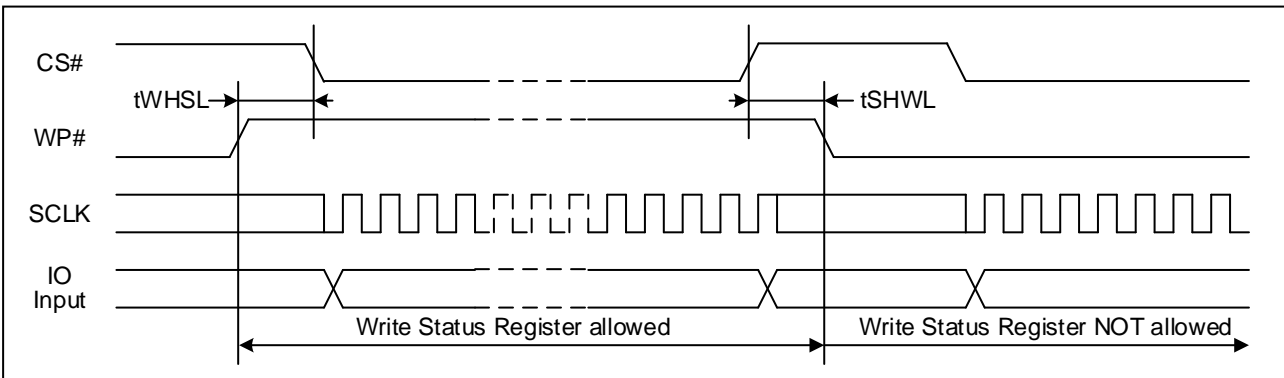 CS#
tWHSL
tSHWL
WP#
SCLK
IO
Input
Write Status Register allowed
Write Status Register NOT allowed